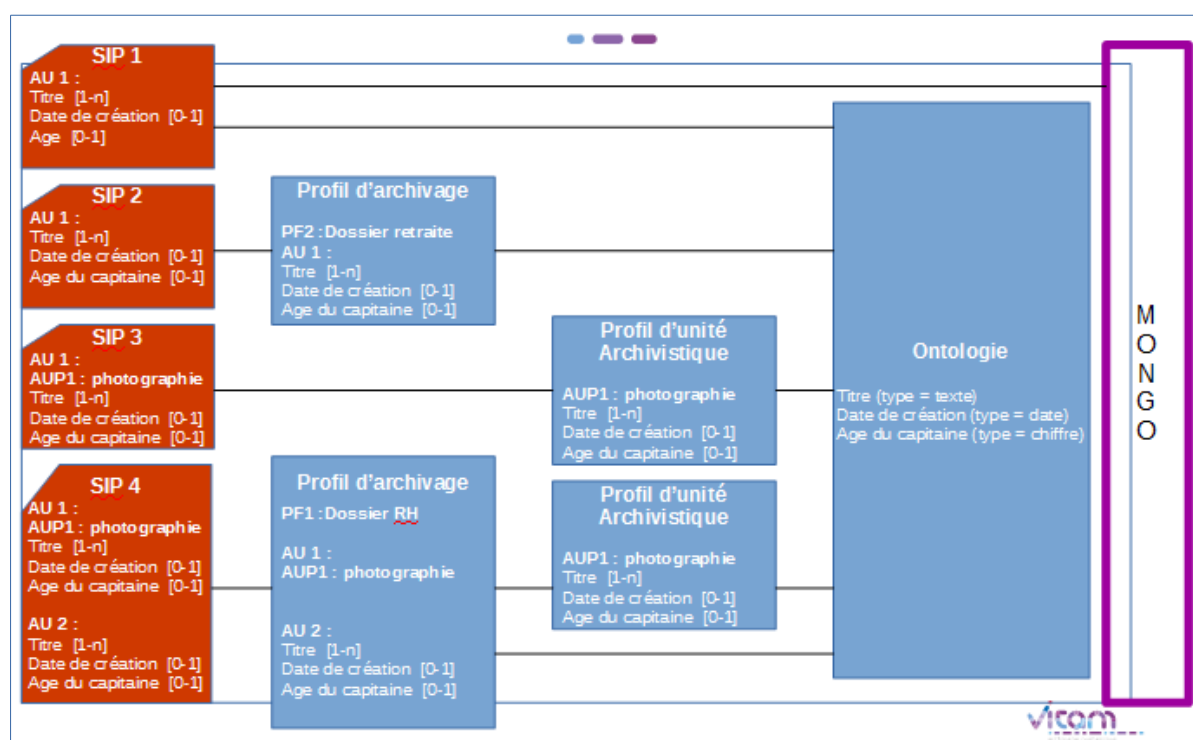 SIP 1
AU 1 :
Titre [1-n]
Date de création [0-1]
Age [0-1]
SIP 2
AU 1 :
Titre [1-n]
Date de création [0-1]
Age du capitaine [0-1]
Profil d'archivage
PF2 :Dossier retraite
AU 1 :
Titre [1-n]
Date de création [0-1]
Age du capitaine [0-1]
SIP 3
AU 1 :
AUP1 : photographie
Titre [1-n]
Date de création [0-1]
Age du capitaine [0-1]
Profil d'unité
Archivistique
AUP1 : photographie
Titre [1-n]
Date de création [0-1]
Age du capitaine [0-1]
SIP 4
AU 1 :
AUP1 : photographie
Titre [1-n]
Date de création [0-1]
Age du capitaine [0-1]
AU 2 :
Titre [1-n]
Date de création [0-1]
Age du capitaine [0-1]
Profil d'archivage
PF1 :Dossier RH
AU 1 :
AUP1 : photographie
AU 2 :
Titre [1-n]
Date de création [0-1]
Age du capitaine [0-1]
Profil d'unité
Archivistique
AUP1 : photographie
Titre [1-n]
Date de création [0-1]
Age du capitaine [0-1]
Ontologie
Titre (type = texte)
Date de création (type = date)
Age du capitaine (type = chiffre)
M
O
N
G
O
vitam